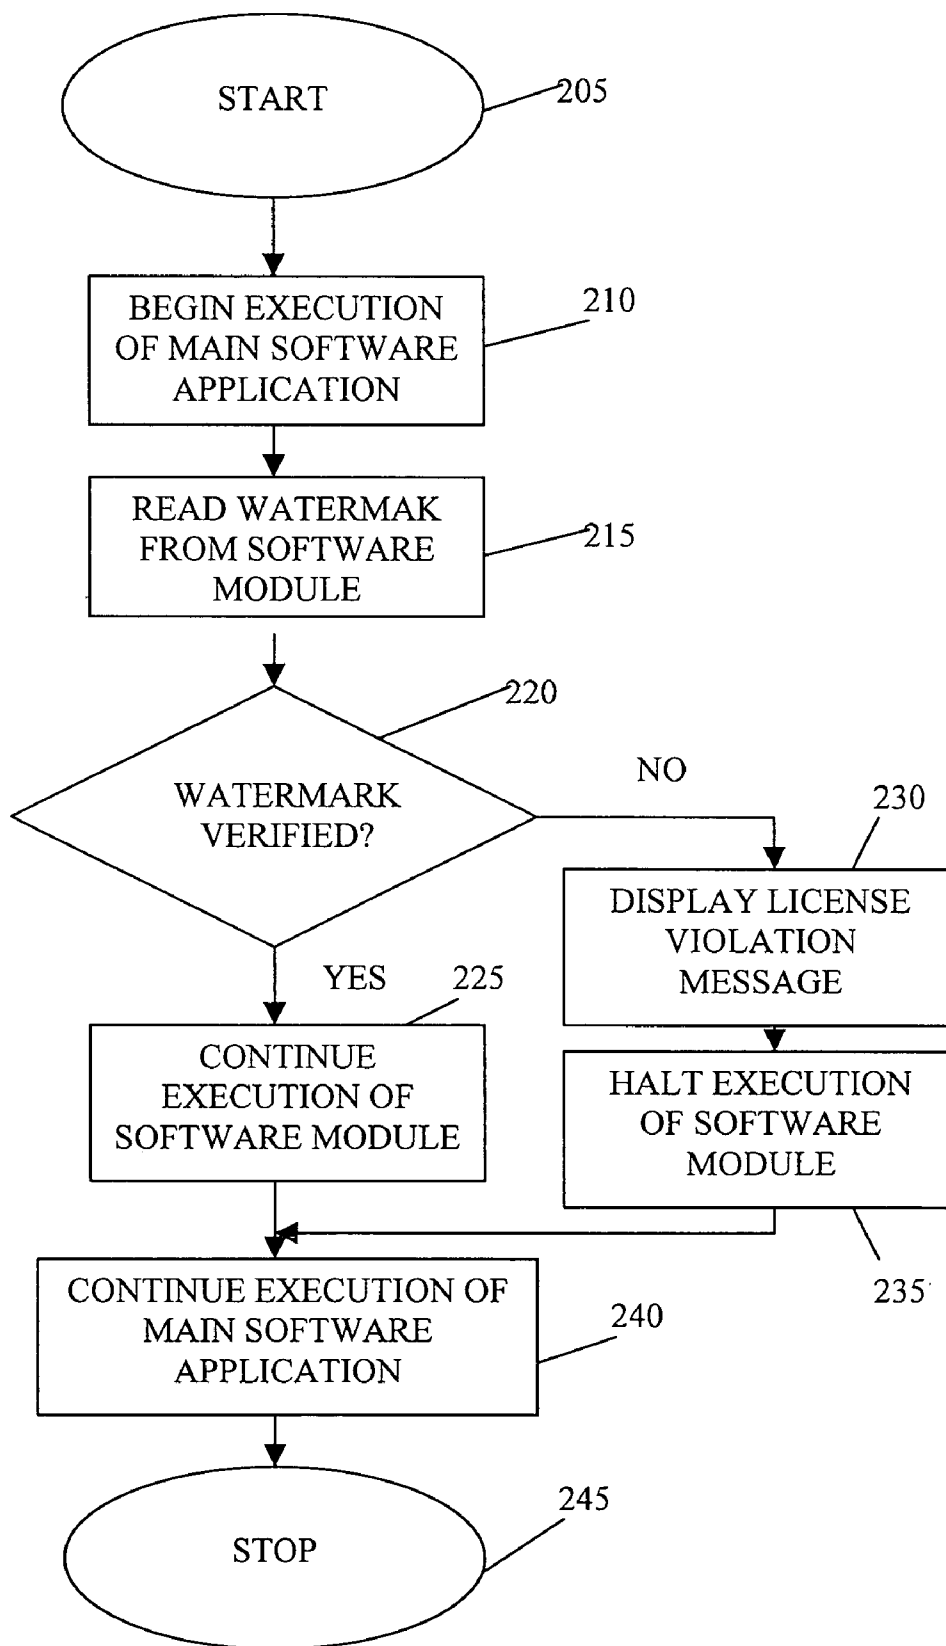 START
205
BEGIN EXECUTION
OF MAIN SOFTWARE
APPLICATION
210
READ WATERMAK
FROM SOFTWARE
MODULE
215
220
WATERMARK
VERIFIED?
NO
230
DISPLAY LICENSE
VIOLATION
MESSAGE
YES
225
CONTINUE
EXECUTION OF
SOFTWARE MODULE
HALT EXECUTION
OF SOFTWARE
MODULE
235
CONTINUE EXECUTION OF
MAIN SOFTWARE
APPLICATION
240
STOP
245